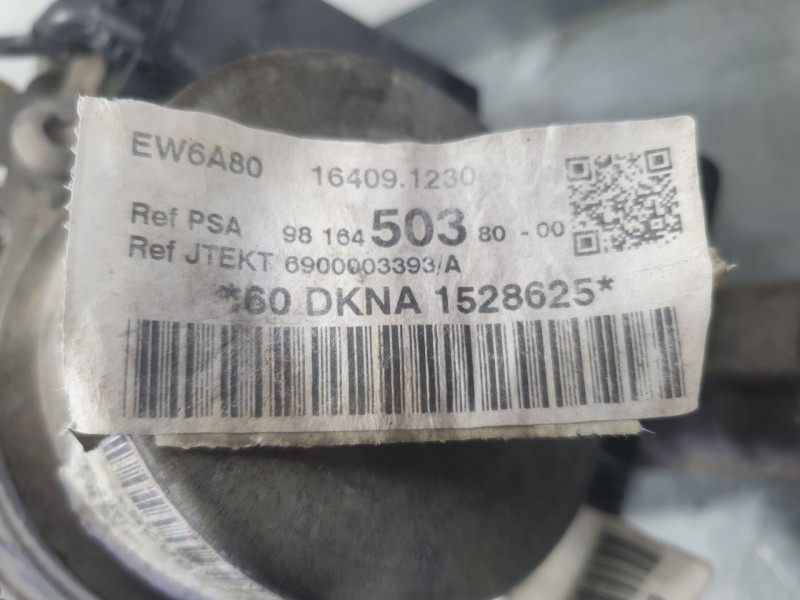 EW6A80 16409.1230
Ref PSA 98 164 503 80 - 00
Ref JTEKT 6900003393/A
*60 DKNA 1528625*